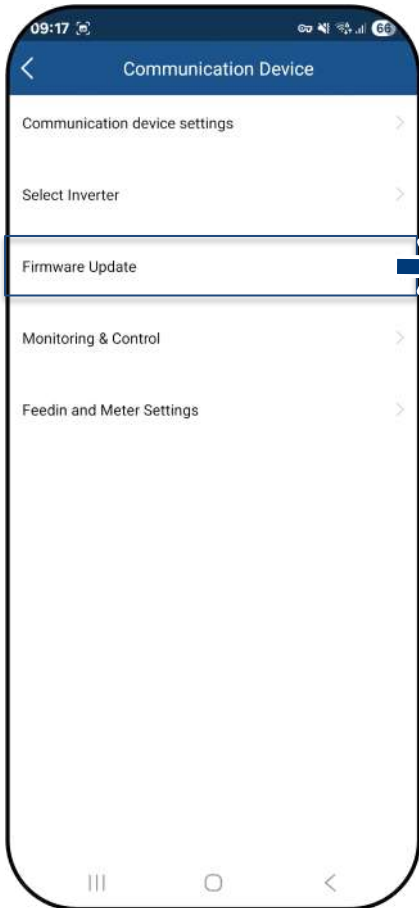 09:17
66
Communication Device
Communication device settings
Select Inverter
Firmware Update
Monitoring & Control
Feedin and Meter Settings